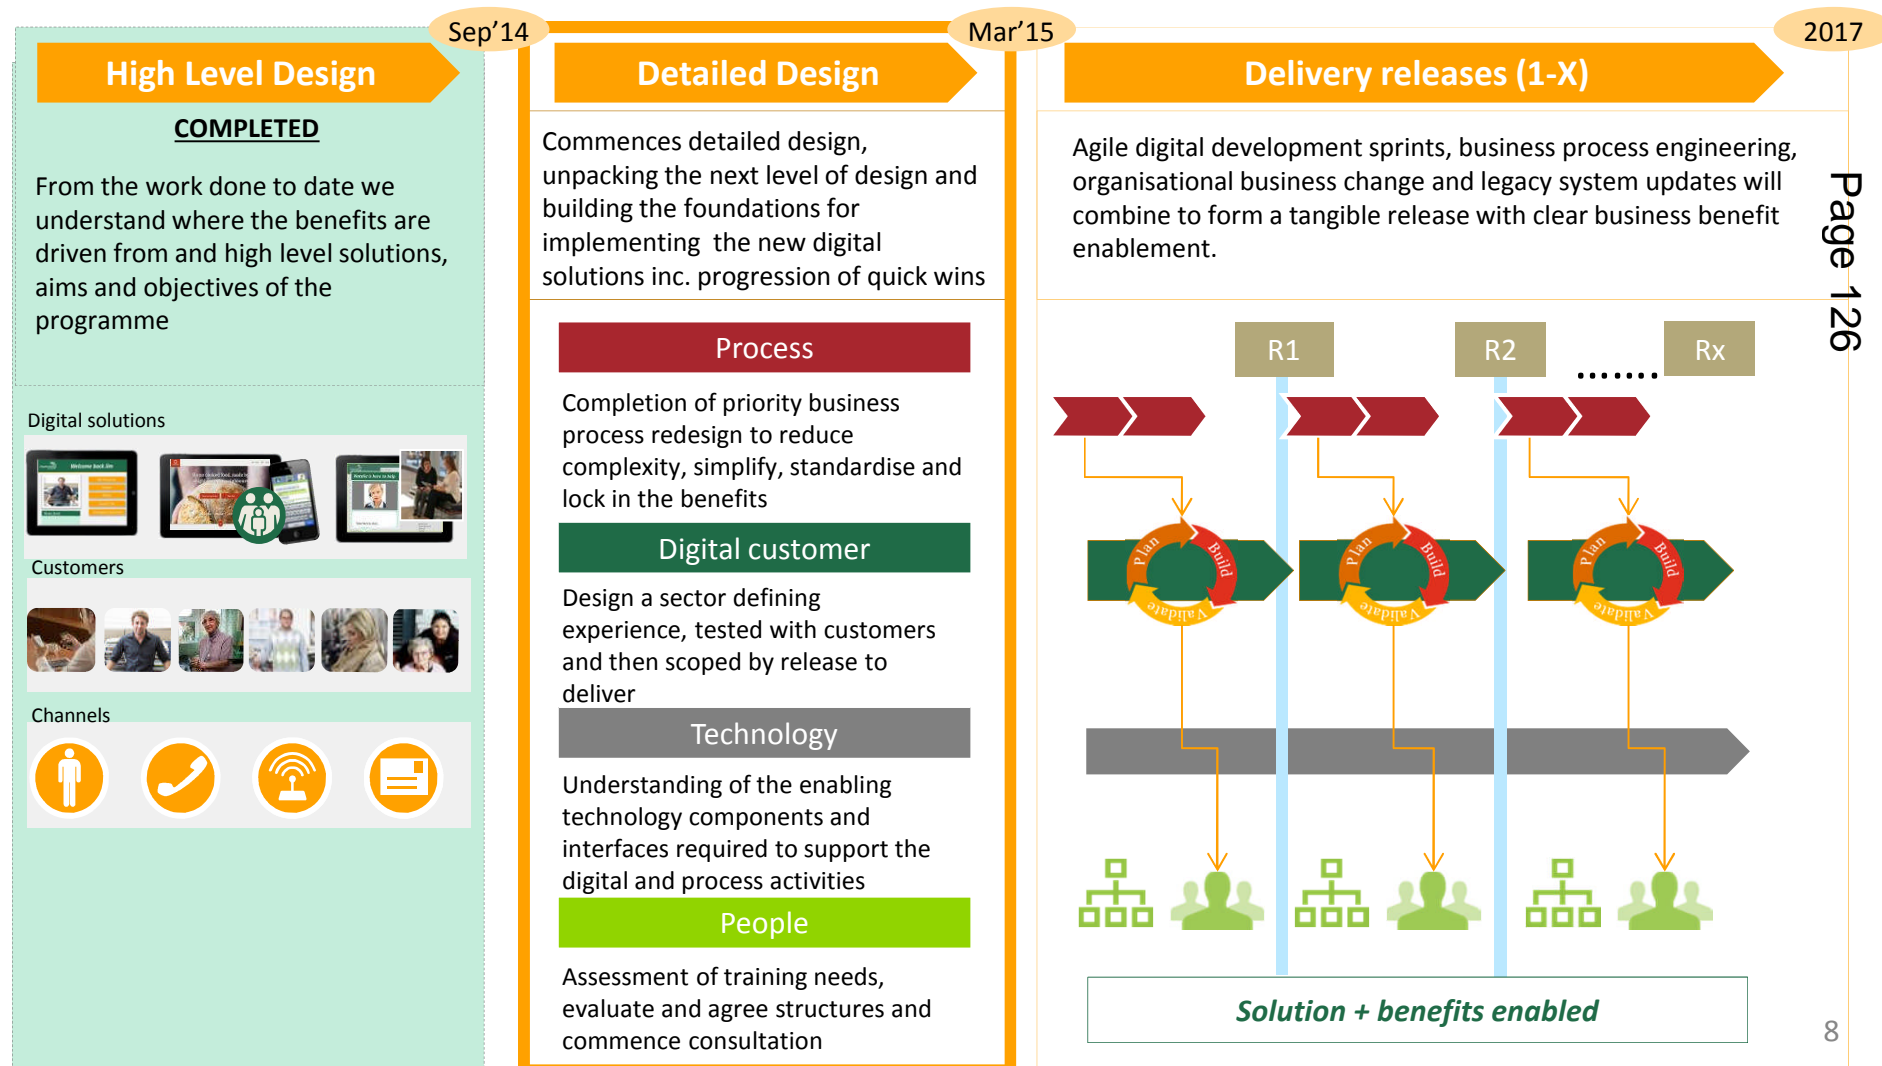 Sep’14
Mar’15
2017
High Level Design
COMPLETED
From the work done to date we
understand where the benefits are
driven from and high level solutions,
aims and objectives of the
programme
Digital solutions
Welcome back Jim
Customers
Channels
Detailed Design
Commences detailed design,
unpacking the next level of design and
building the foundations for
implementing the new digital
solutions inc. progression of quick wins
Process
Completion of priority business
process redesign to reduce
complexity, simplify, standardise and
lock in the benefits
Digital customer
Design a sector defining
experience, tested with customers
and then scoped by release to
deliver
Technology
Understanding of the enabling
technology components and
interfaces required to support the
digital and process activities
People
Assessment of training needs,
evaluate and agree structures and
commence consultation
Delivery releases (1-X)
Agile digital development sprints, business process engineering,
organisational business change and legacy system updates will
combine to form a tangible release with clear business benefit
enablement.
R1
R2
.......
Rx
Plan
Build
Validate
Plan
Build
Validate
Plan
Build
Validate
Solution + benefits enabled
Page 126
8